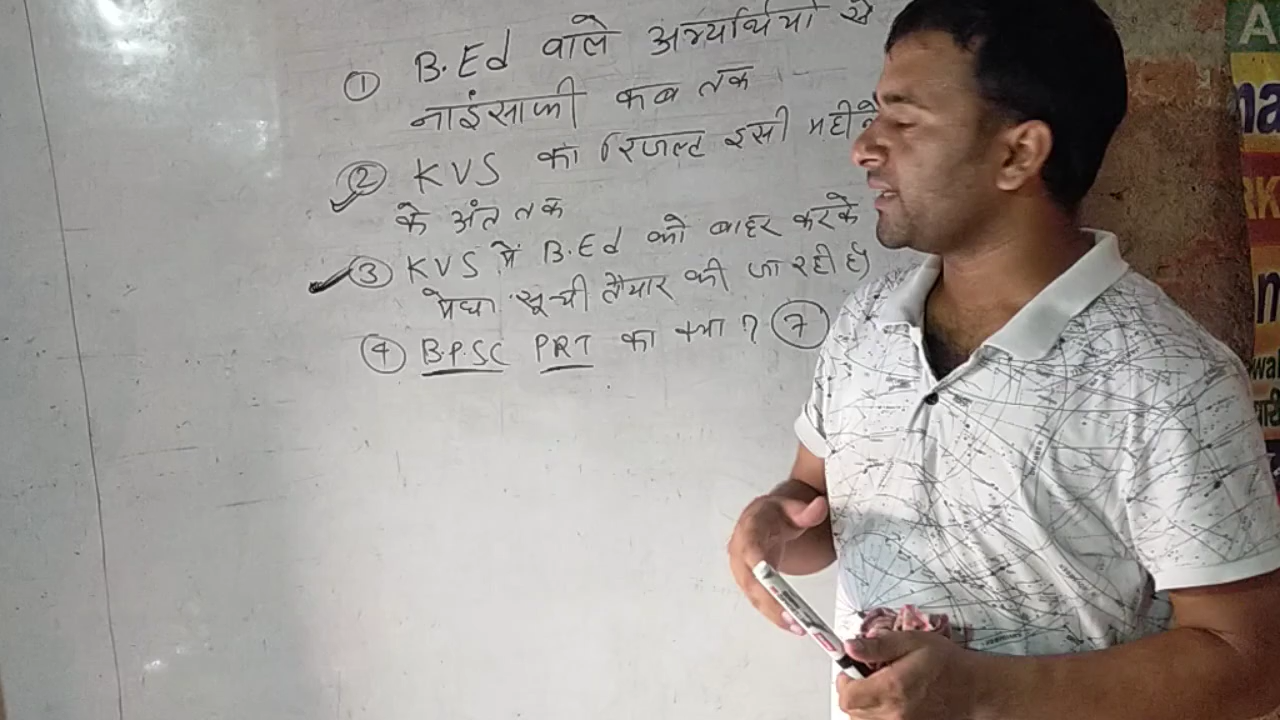 ① B.Ed वाले अभ्यर्थियों से
नाइंसाफी कब तक
② KVS का रिजल्ट इसी महीने
के अंत तक
③ KVS में B.Ed को बाहर करके
मेघा सूची तैयार की जा रही है
④ B.P.SC PRT का क्या ? ⑦
A